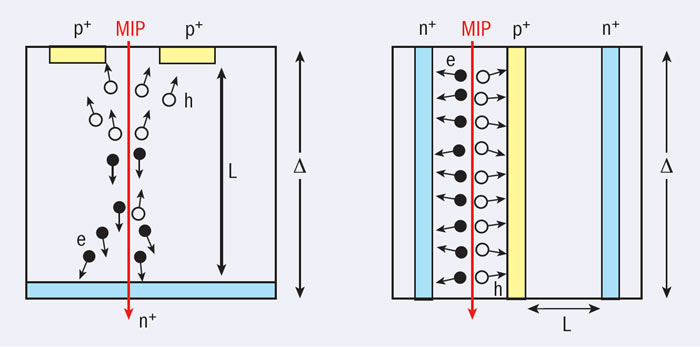 p⁺ MIP p⁺
h
L
Δ
e
n⁺
n⁺ MIP p⁺ n⁺
e
Δ
h
L